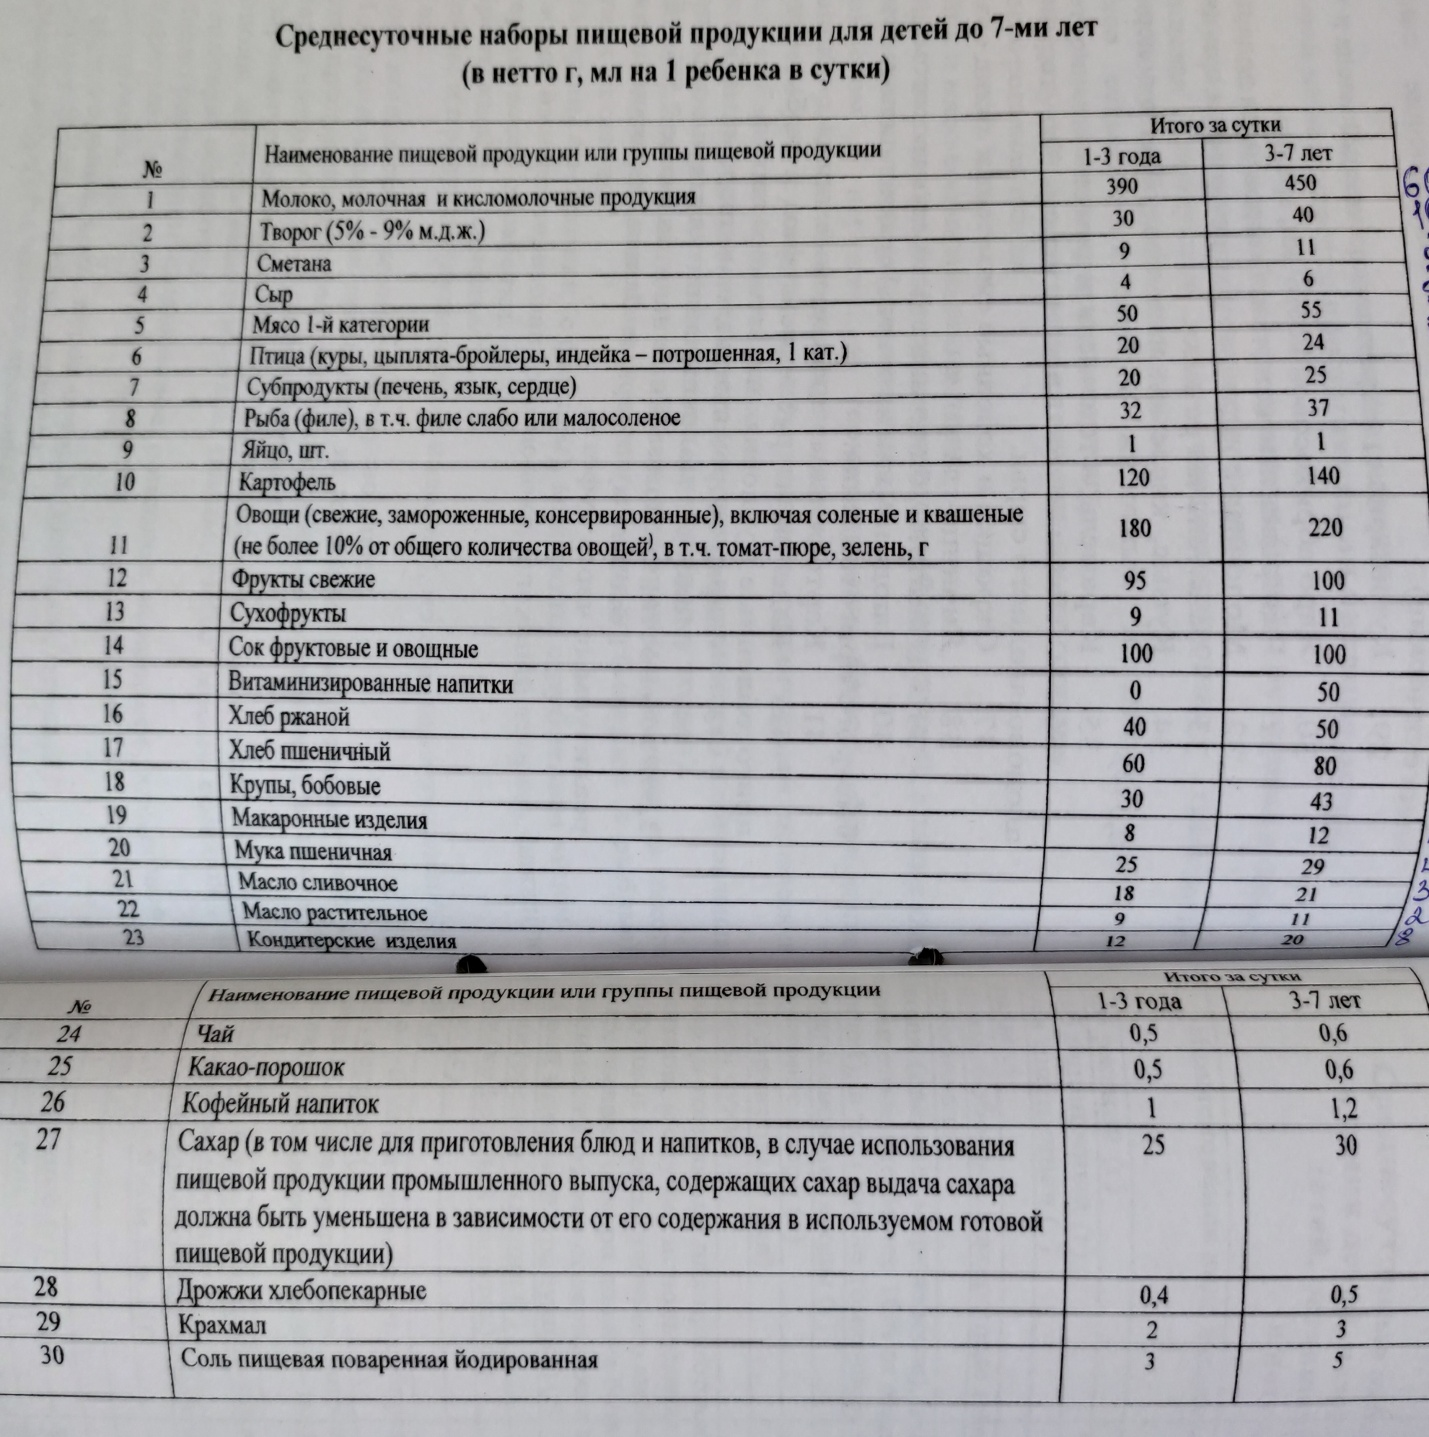 Среднесуточные наборы пищевой продукции для детей до 7-ми лет
(в нетто г, мл на 1 ребенка в сутки)
№ Наименование пищевой продукции или группы пищевой продукции Итого за сутки
1-3 года 3-7 лет
1 Молоко, молочная и кисломолочные продукция 390 450
2 Творог (5% - 9% м.д.ж.) 30 40
3 Сметана 9 11
4 Сыр 4 6
5 Мясо 1-й категории 50 55
6 Птица (куры, цыплята-бройлеры, индейка – потрошенная, 1 кат.) 20 24
7 Субпродукты (печень, язык, сердце) 20 25
8 Рыба (филе), в т.ч. филе слабо или малосоленое 32 37
9 Яйцо, шт. 1 1
10 Картофель 120 140
11 Овощи (свежие, замороженные, консервированные), включая соленые и квашеные
(не более 10% от общего количества овощей), в т.ч. томат-пюре, зелень, г 180 220
12 Фрукты свежие 95 100
13 Сухофрукты 9 11
14 Сок фруктовые и овощные 100 100
15 Витаминизированные напитки 0 50
16 Хлеб ржаной 40 50
17 Хлеб пшеничный 60 80
18 Крупы, бобовые 30 43
19 Макаронные изделия 8 12
20 Мука пшеничная 25 29
21 Масло сливочное 18 21 3
22 Масло растительное 9 11 2
23 Кондитерские изделия 12 20 8
№ Наименование пищевой продукции или группы пищевой продукции Итого за сутки
1-3 года 3-7 лет
24 Чай 0,5 0,6
25 Какао-порошок 0,5 0,6
26 Кофейный напиток 1 1,2
27 Сахар (в том числе для приготовления блюд и напитков, в случае использования 25 30
пищевой продукции промышленного выпуска, содержащих сахар выдача сахара
должна быть уменьшена в зависимости от его содержания в используемом готовой
пищевой продукции)
28 Дрожжи хлебопекарные 0,4 0,5
29 Крахмал 2 3
30 Соль пищевая поваренная йодированная 3 5